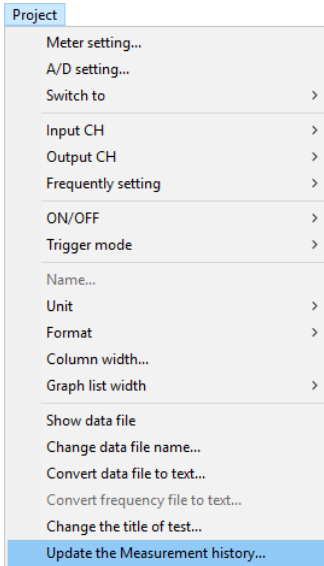 Project
Meter setting...
A/D setting...
Switch to
Input CH
Output CH
Frequently setting
ON/OFF
Trigger mode
Name...
Unit
Format
Column width...
Graph list width
Show data file
Change data file name...
Convert data file to text...
Convert frequency file to text...
Change the title of test...
Update the Measurement history...